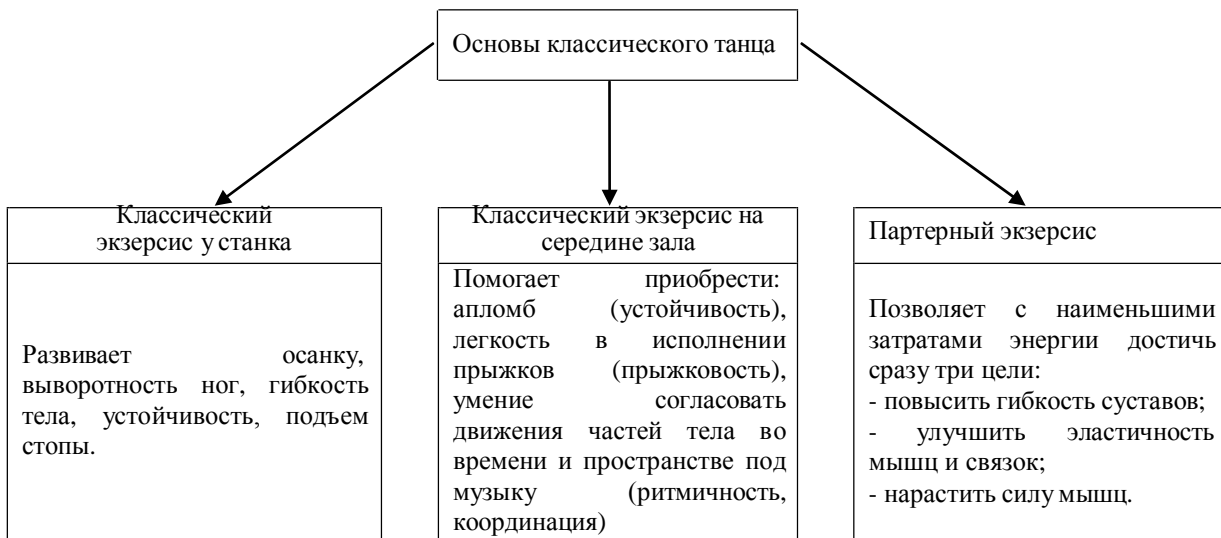 Основы классического танца
Классический
экзерсис у станка
Развивает осанку,
выворотность ног, гибкость
тела, устойчивость, подъем
стопы.
Классический экзерсис на
середине зала
Помогает приобрести:
апломб (устойчивость),
легкость в исполнении
прыжков (прыжковость),
умение согласовать
движения частей тела во
времени и пространстве под
музыку (ритмичность,
координация)
Партерный экзерсис
Позволяет с наименьшими
затратами энергии достичь
сразу три цели:
- повысить гибкость суставов;
- улучшить эластичность
мышц и связок;
- нарастить силу мышц.